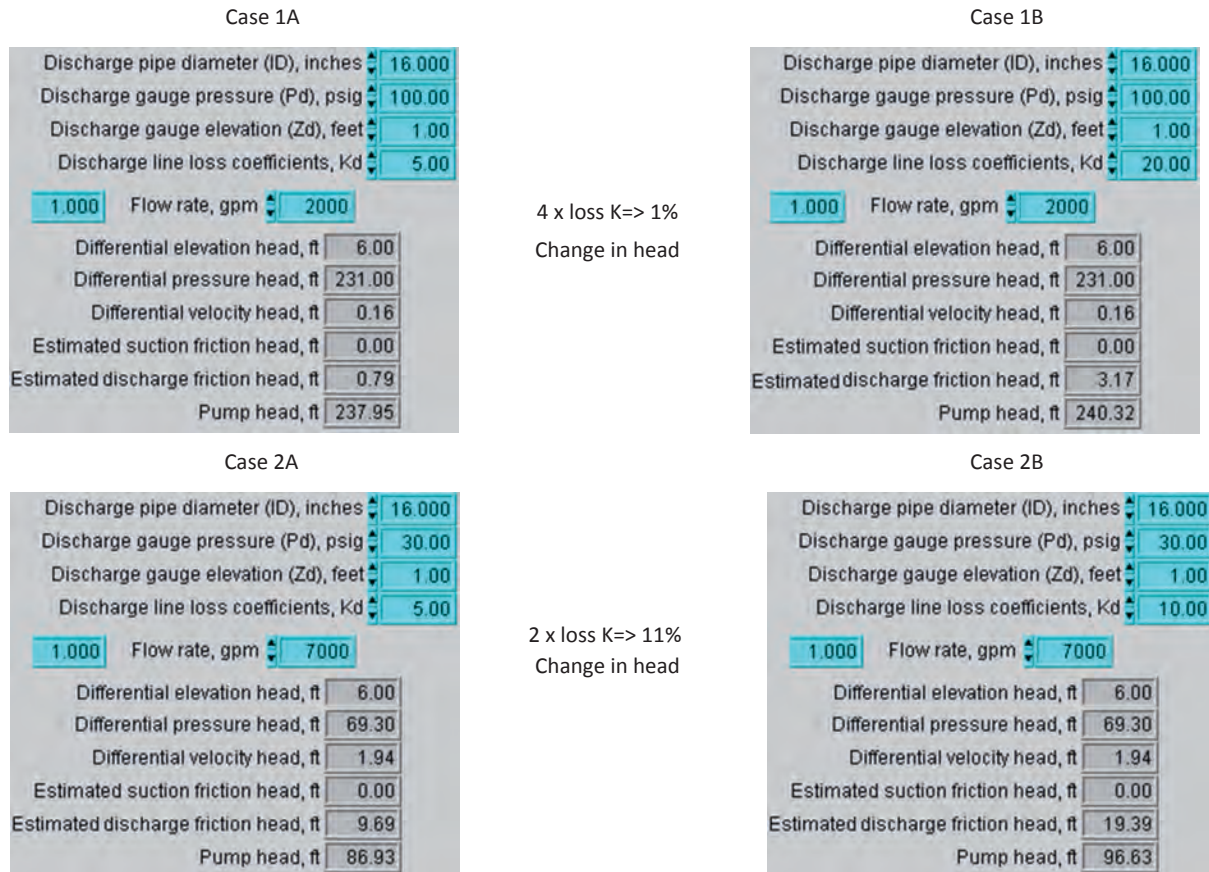 Case 1A
Discharge pipe diameter (ID), inches 16.000
Discharge gauge pressure (Pd), psig 100.00
Discharge gauge elevation (Zd), feet 1.00
Discharge line loss coefficients, Kd 5.00
1.000 Flow rate, gpm 2000
Differential elevation head, ft 6.00
Differential pressure head, ft 231.00
Differential velocity head, ft 0.16
Estimated suction friction head, ft 0.00
Estimated discharge friction head, ft 0.79
Pump head, ft 237.95
4 x loss K=> 1%
Change in head
Case 1B
Discharge pipe diameter (ID), inches 16.000
Discharge gauge pressure (Pd), psig 100.00
Discharge gauge elevation (Zd), feet 1.00
Discharge line loss coefficients, Kd 20.00
1.000 Flow rate, gpm 2000
Differential elevation head, ft 6.00
Differential pressure head, ft 231.00
Differential velocity head, ft 0.16
Estimated suction friction head, ft 0.00
Estimated discharge friction head, ft 3.17
Pump head, ft 240.32
Case 2A
Discharge pipe diameter (ID), inches 16.000
Discharge gauge pressure (Pd), psig 30.00
Discharge gauge elevation (Zd), feet 1.00
Discharge line loss coefficients, Kd 5.00
1.000 Flow rate, gpm 7000
Differential elevation head, ft 6.00
Differential pressure head, ft 69.30
Differential velocity head, ft 1.94
Estimated suction friction head, ft 0.00
Estimated discharge friction head, ft 9.69
Pump head, ft 86.93
2 x loss K=> 11%
Change in head
Case 2B
Discharge pipe diameter (ID), inches 16.000
Discharge gauge pressure (Pd), psig 30.00
Discharge gauge elevation (Zd), feet 1.00
Discharge line loss coefficients, Kd 10.00
1.000 Flow rate, gpm 7000
Differential elevation head, ft 6.00
Differential pressure head, ft 69.30
Differential velocity head, ft 1.94
Estimated suction friction head, ft 0.00
Estimated discharge friction head, ft 19.39
Pump head, ft 96.63